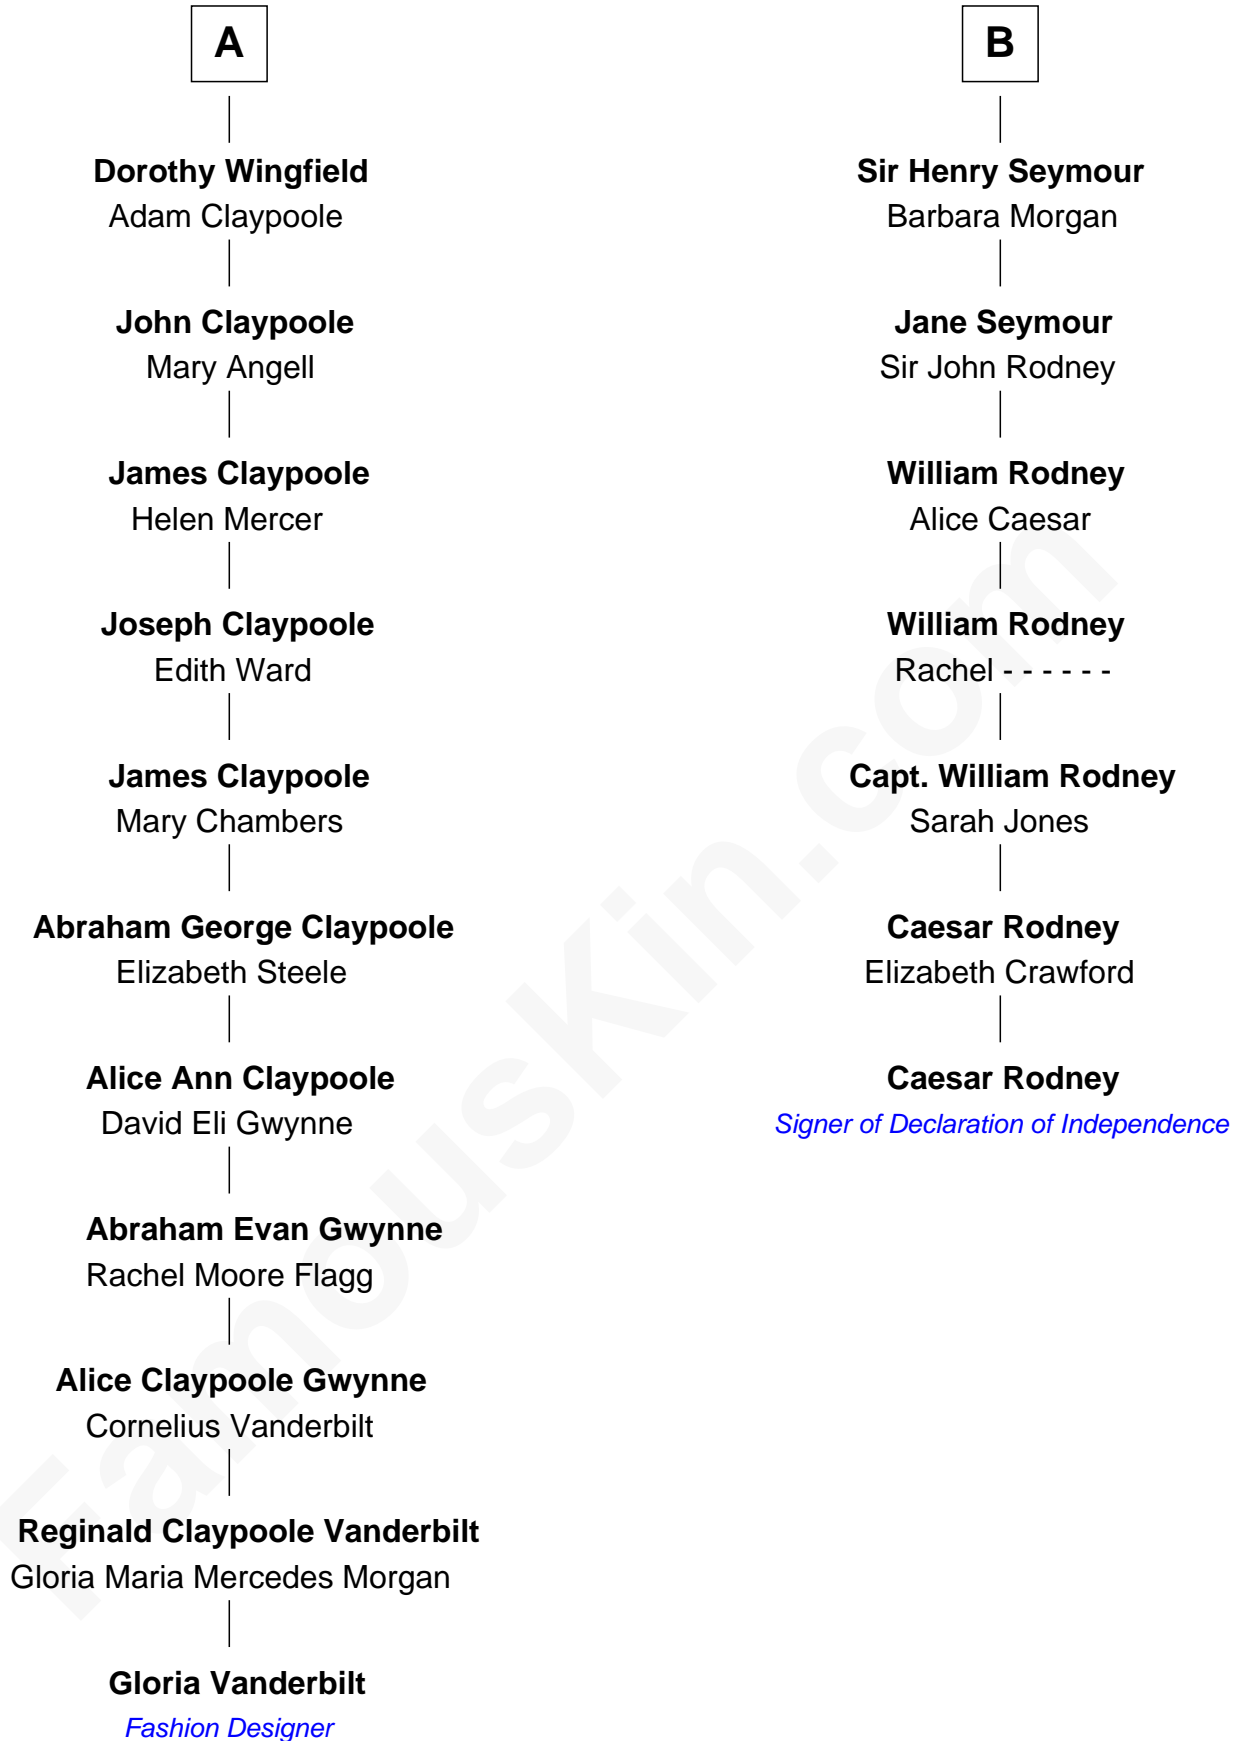 A
Dorothy Wingfield
Adam Claypoole
John Claypoole
Mary Angell
James Claypoole
Helen Mercer
Joseph Claypoole
Edith Ward
James Claypoole
Mary Chambers
Abraham George Claypoole
Elizabeth Steele
Alice Ann Claypoole
David Eli Gwynne
Abraham Evan Gwynne
Rachel Moore Flagg
Alice Claypoole Gwynne
Cornelius Vanderbilt
Reginald Claypoole Vanderbilt
Gloria Maria Mercedes Morgan
Gloria Vanderbilt
Fashion Designer
B
Sir Henry Seymour
Barbara Morgan
Jane Seymour
Sir John Rodney
William Rodney
Alice Caesar
William Rodney
Rachel - - - - - -
Capt. William Rodney
Sarah Jones
Caesar Rodney
Elizabeth Crawford
Caesar Rodney
Signer of Declaration of Independence
FamousKin.com